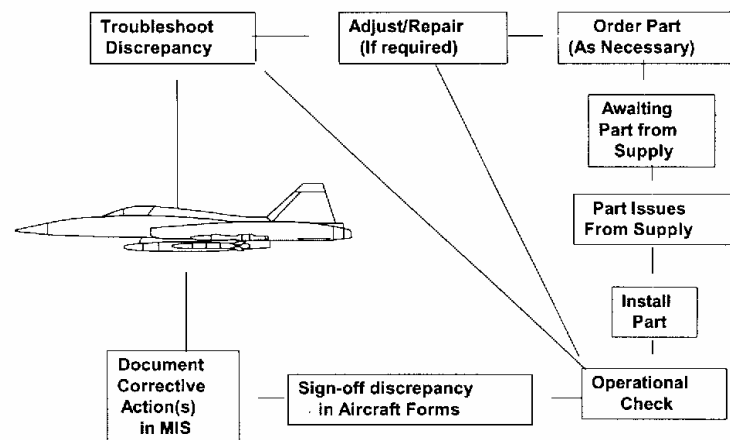 Troubleshoot
Discrepancy
Adjust/Repair
(If required)
Order Part
(As Necessary)
Awaiting
Part from
Supply
Part Issues
From Supply
Install
Part
Operational
Check
Sign-off discrepancy
in Aircraft Forms
Document
Corrective
Action(s)
in MIS